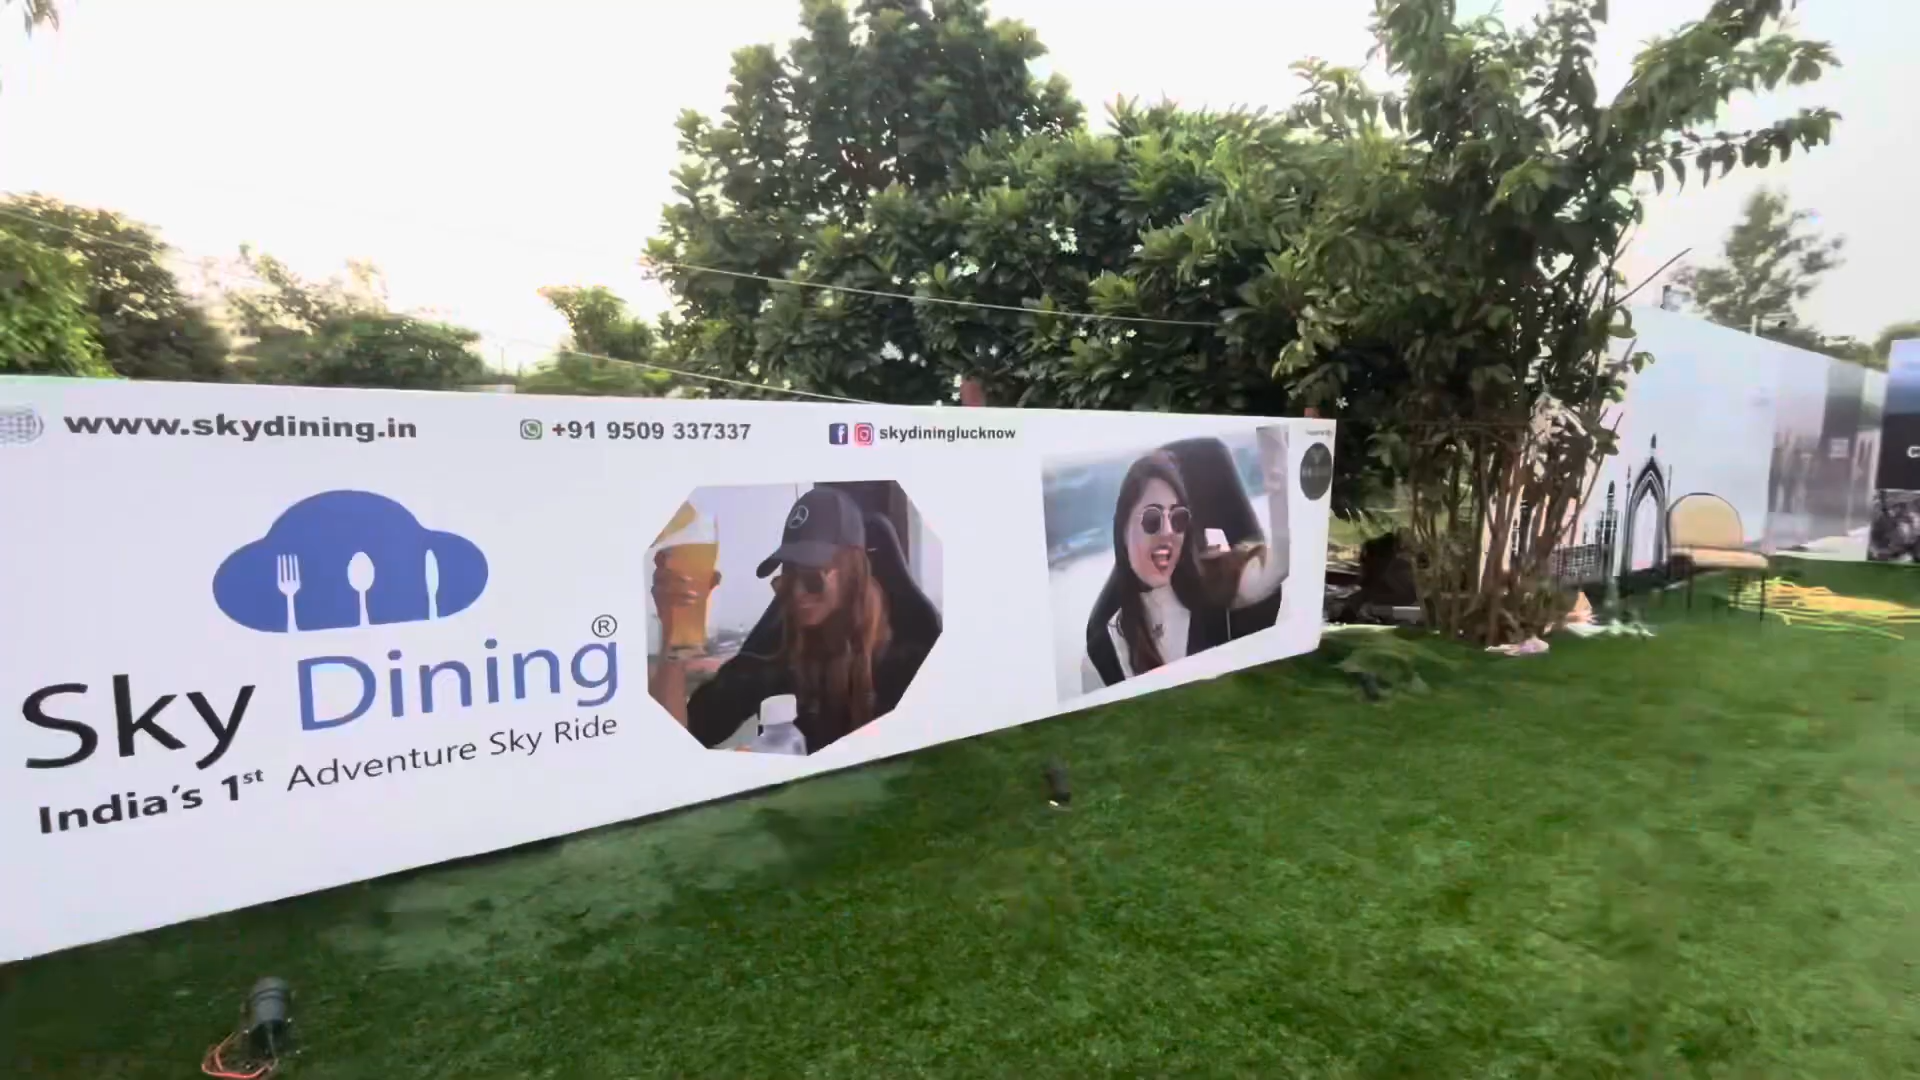 www.skydining.in
+91 9509 337337
skydininglucknow
Sky Dining®
India's 1st Adventure Sky Ride